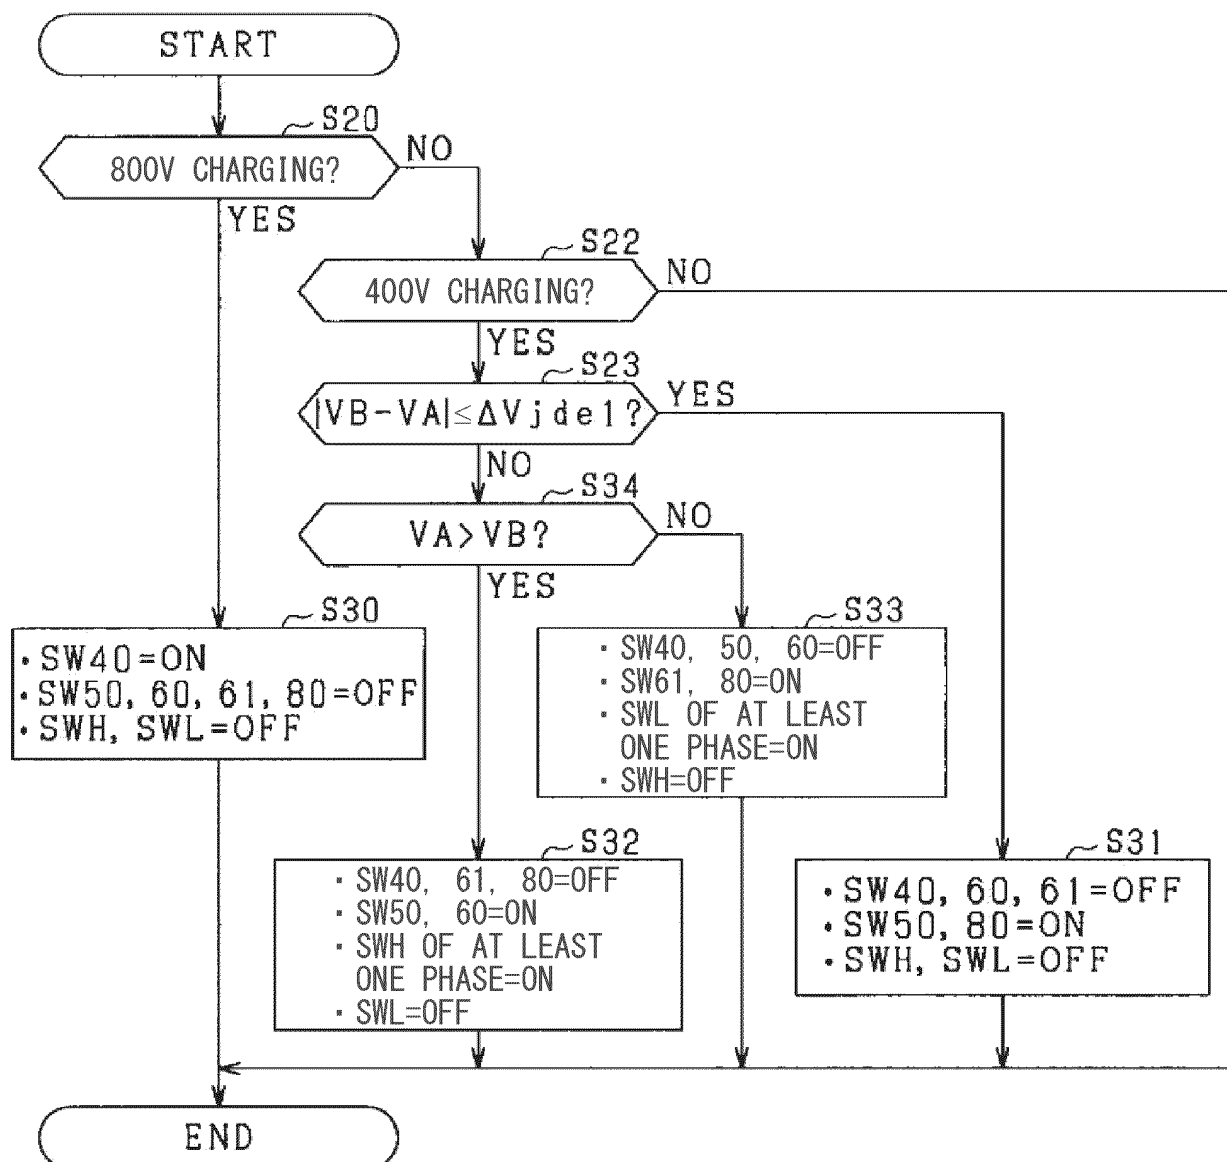 START
S20
800V CHARGING?
NO
YES
S22
400V CHARGING?
NO
YES
S23
|VB-VA|≤ΔVjde1?
YES
NO
S34
VA>VB?
NO
YES
S30
・SW40=ON
・SW50, 60, 61, 80=OFF
・SWH, SWL=OFF
S33
・SW40, 50, 60=OFF
・SW61, 80=ON
・SWL OF AT LEAST
ONE PHASE=ON
・SWH=OFF
S32
・SW40, 61, 80=OFF
・SW50, 60=ON
・SWH OF AT LEAST
ONE PHASE=ON
・SWL=OFF
S31
・SW40, 60, 61=OFF
・SW50, 80=ON
・SWH, SWL=OFF
END